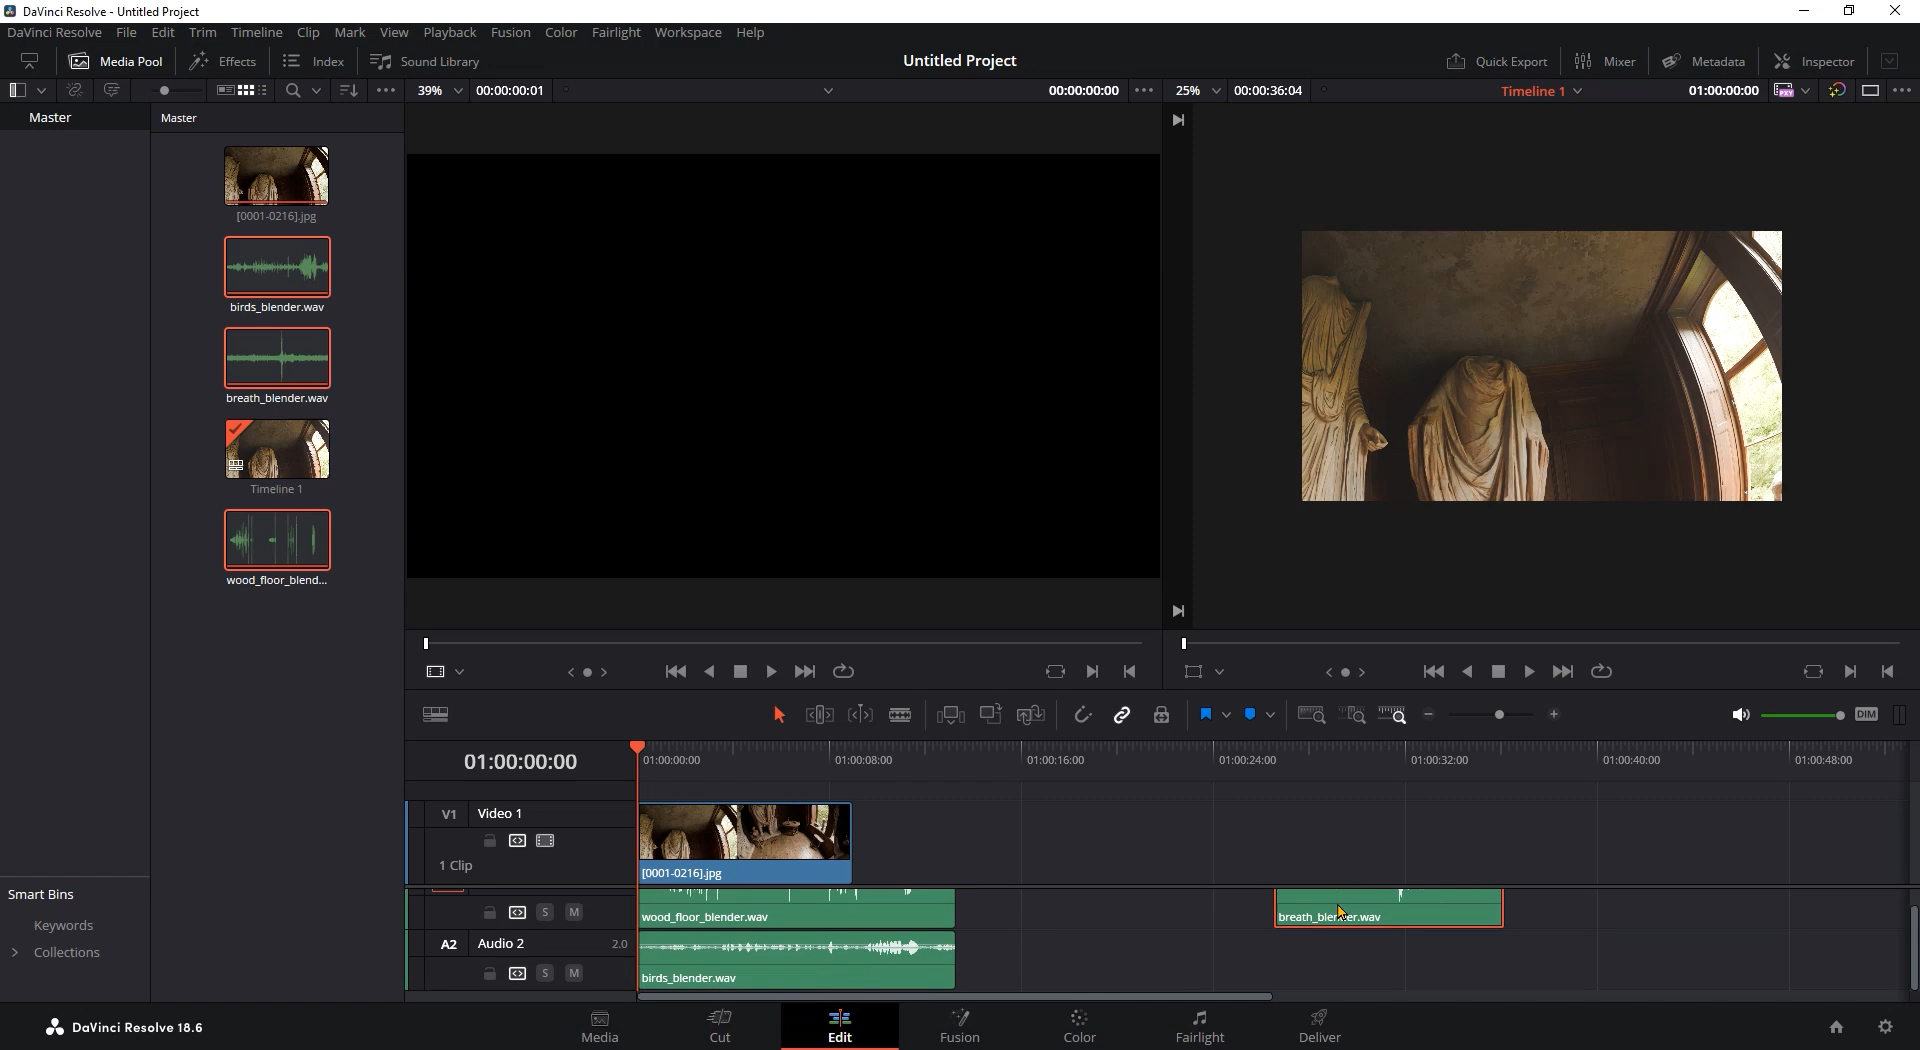 DaVinci Resolve - Untitled Project
DaVinci Resolve File Edit Trim Timeline Clip Mark View Playback Fusion Color Fairlight Workspace Help
Media Pool Effects Index Sound Library Untitled Project Quick Export Mixer Metadata Inspector
39% 00:00:00:01 00:00:00:00 25% 00:00:36:04 Timeline 1 01:00:00:00 PXY
Master
Master
[0001-0216].jpg
birds_blender.wav
breath_blender.wav
Timeline 1
wood_floor_blend...
DIM
01:00:00:00
01:00:00:00 01:00:08:00 01:00:16:00 01:00:24:00 01:00:32:00 01:00:40:00 01:00:48:00
V1 Video 1
1 Clip
[0001-0216].jpg
S M
wood_floor_blender.wav
A2 Audio 2 2.0
S M
birds_blender.wav
Smart Bins
Keywords
Collections
DaVinci Resolve 18.6
Media Cut Edit Fusion Color Fairlight Deliver